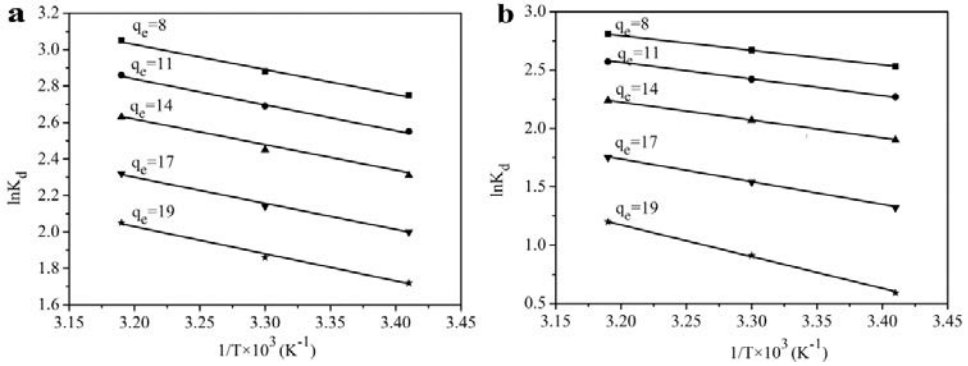 a
3.2
3.0
2.8
2.6
2.4
2.2
2.0
1.8
1.6
lnK_d
q_e=8
q_e=11
q_e=14
q_e=17
q_e=19
3.15 3.20 3.25 3.30 3.35 3.40 3.45
1/T×10³ (K⁻¹)
b
3.0
2.5
2.0
1.5
1.0
0.5
lnK_d
q_e=8
q_e=11
q_e=14
q_e=17
q_e=19
3.15 3.20 3.25 3.30 3.35 3.40 3.45
1/T×10³ (K⁻¹)